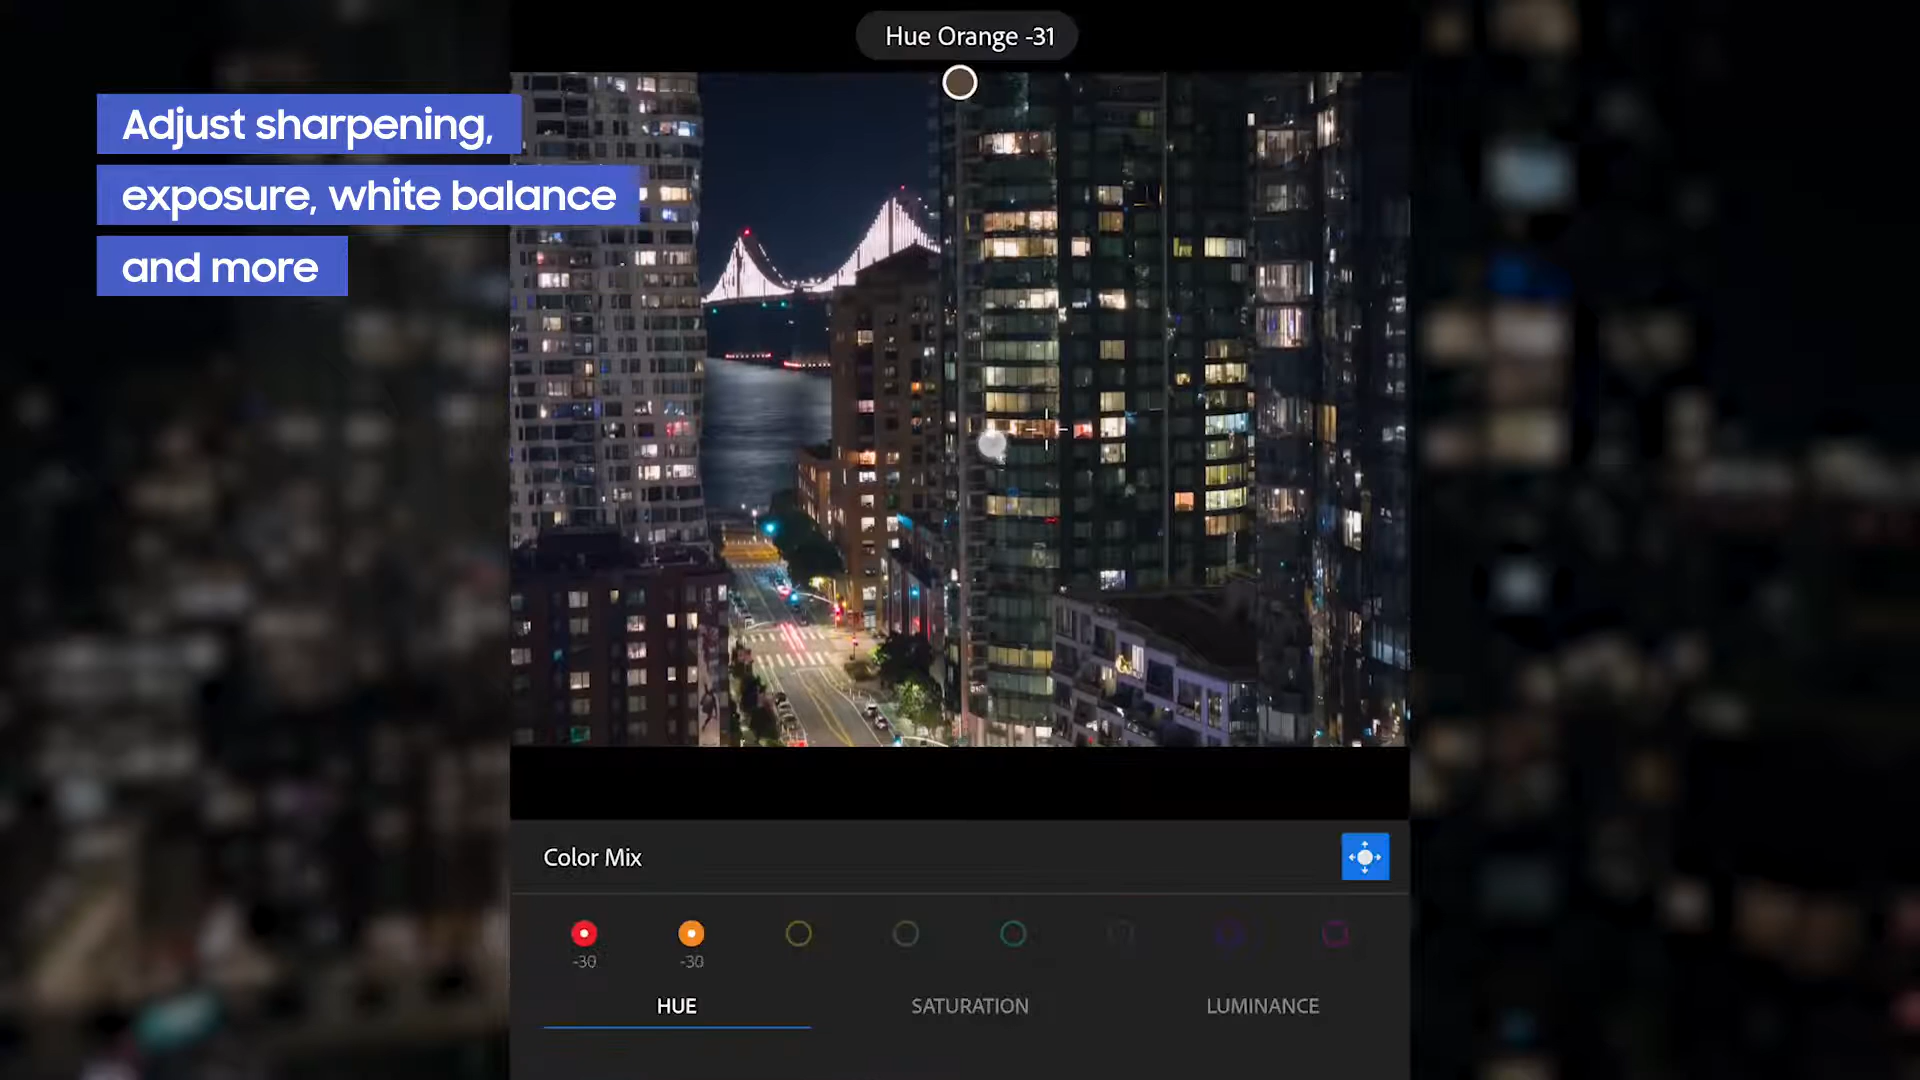 Hue Orange -31
Adjust sharpening,
exposure, white balance
and more
Color Mix
-30 -30
HUE SATURATION LUMINANCE